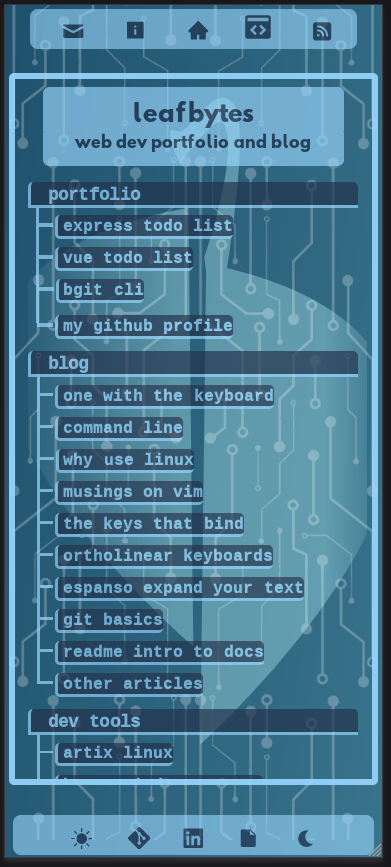 leafbytes
web dev portfolio and blog
portfolio
express todo list
vue todo list
bgit cli
my github profile
blog
one with the keyboard
command line
why use linux
musings on vim
the keys that bind
ortholinear keyboards
espanso expand your text
git basics
readme intro to docs
other articles
dev tools
artix linux